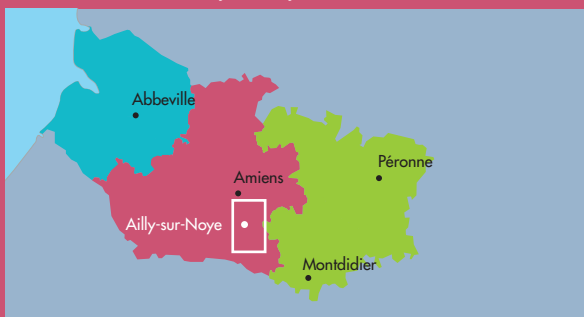 Abbeville
Péronne
Amiens
Ailly-sur-Noye
Montdidier